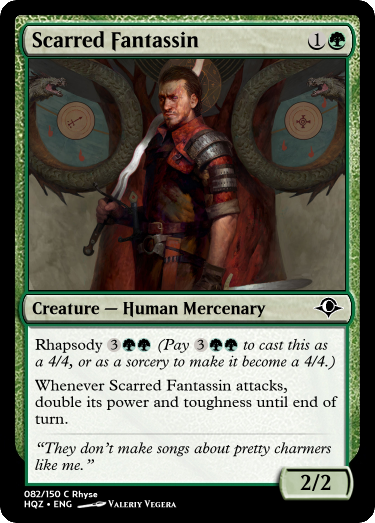 Scarred Fantassin 1
Creature — Human Mercenary
Rhapsody 3 (Pay 3 to cast this as
a 4/4, or as a sorcery to make it become a 4/4.)
Whenever Scarred Fantassin attacks,
double its power and toughness until end of
turn.
“They don't make songs about pretty charmers
like me.”
2/2
082/150 C Rhyse
HQZ • ENG Valeriy Vegera